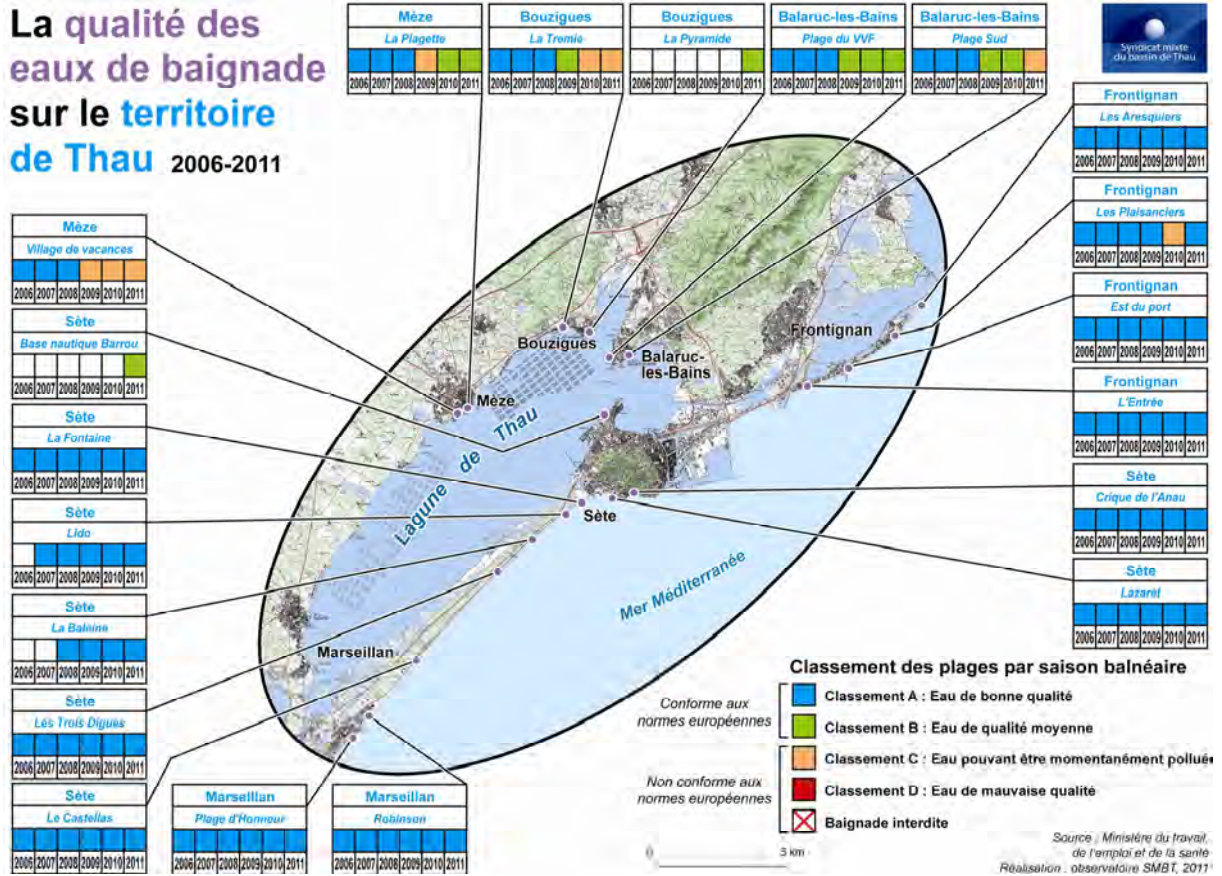 La qualité des
eaux de baignade
sur le territoire
de Thau 2006-2011
Mèze
La Plagette
2006 2007 2008 2009 2010 2011
Bouzigues
La Tremie
2006 2007 2008 2009 2010 2011
Bouzigues
La Pyramide
2006 2007 2008 2009 2010 2011
Balaruc-les-Bains
Plage du VVF
2006 2007 2008 2009 2010 2011
Balaruc-les-Bains
Plage Sud
2006 2007 2008 2009 2010 2011
Syndicat mixte
du bassin de Thau
Frontignan
Les Aresquiers
2006 2007 2008 2009 2010 2011
Frontignan
Les Plaisanciers
2006 2007 2008 2009 2010 2011
Frontignan
Est du port
2006 2007 2008 2009 2010 2011
Frontignan
L'Entrée
2006 2007 2008 2009 2010 2011
Sète
Crique de l'Anau
2006 2007 2008 2009 2010 2011
Sète
Lazaret
2006 2007 2008 2009 2010 2011
Mèze
Village de vacances
2006 2007 2008 2009 2010 2011
Sète
Base nautique Barrou
2006 2007 2008 2009 2010 2011
Sète
La Fontaine
2006 2007 2008 2009 2010 2011
Sète
Lido
2006 2007 2008 2009 2010 2011
Sète
La Baleine
2006 2007 2008 2009 2010 2011
Sète
Les Trois Digues
2006 2007 2008 2009 2010 2011
Sète
Le Castellas
2006 2007 2008 2009 2010 2011
Marseillan
Plage d'Honneur
2006 2007 2008 2009 2010 2011
Marseillan
Robinson
2006 2007 2008 2009 2010 2011
Bouzigues
Balaruc-
les-Bains
Frontignan
Mèze
Lagune de Thau
Sète
Mer Méditerranée
Marseillan
Classement des plages par saison balnéaire
Conforme aux
normes européennes
Classement A : Eau de bonne qualité
Classement B : Eau de qualité moyenne
Non conforme aux
normes européennes
Classement C : Eau pouvant être momentanément pollué
Classement D : Eau de mauvaise qualité
Baignade interdite
0 5 km
Source : Ministère du travail,
de l'emploi et de la santé
Réalisation : observatoire SMBT, 2011